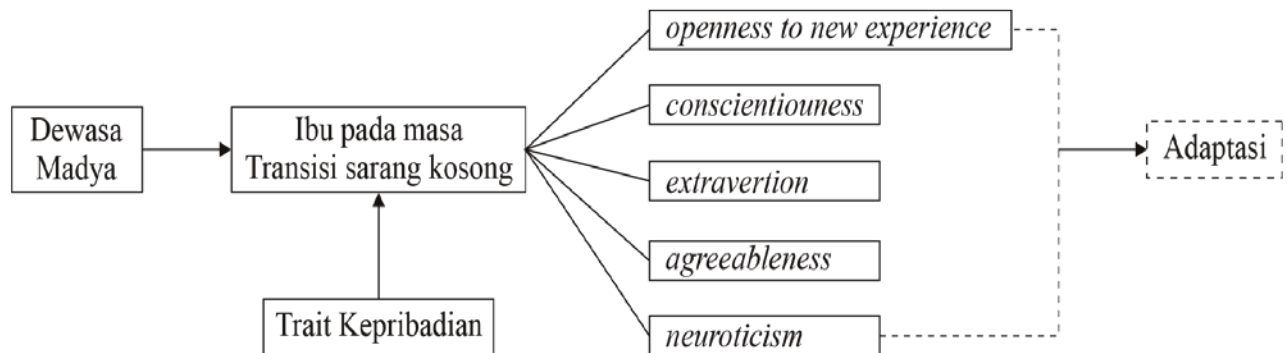 Dewasa
Madya
Ibu pada masa
Transisi sarang kosong
Trait Kepribadian
openness to new experience
conscientiouness
extravertion
agreeableness
neuroticism
Adaptasi